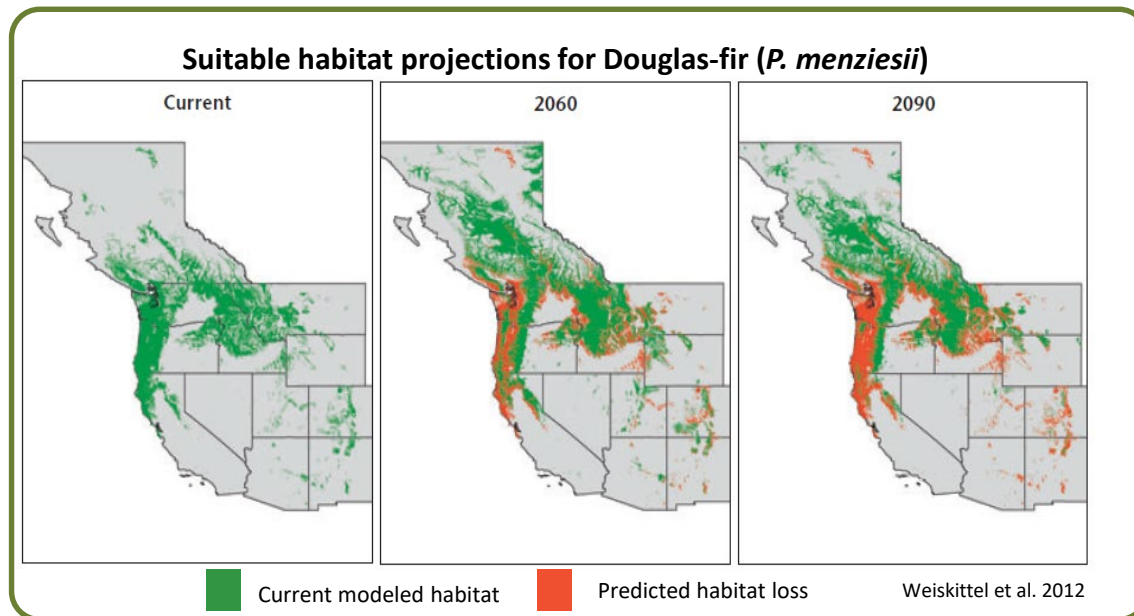 Suitable habitat projections for Douglas-fir (P. menziesii)
Current
2060
2090
Current modeled habitat
Predicted habitat loss
Weiskittel et al. 2012